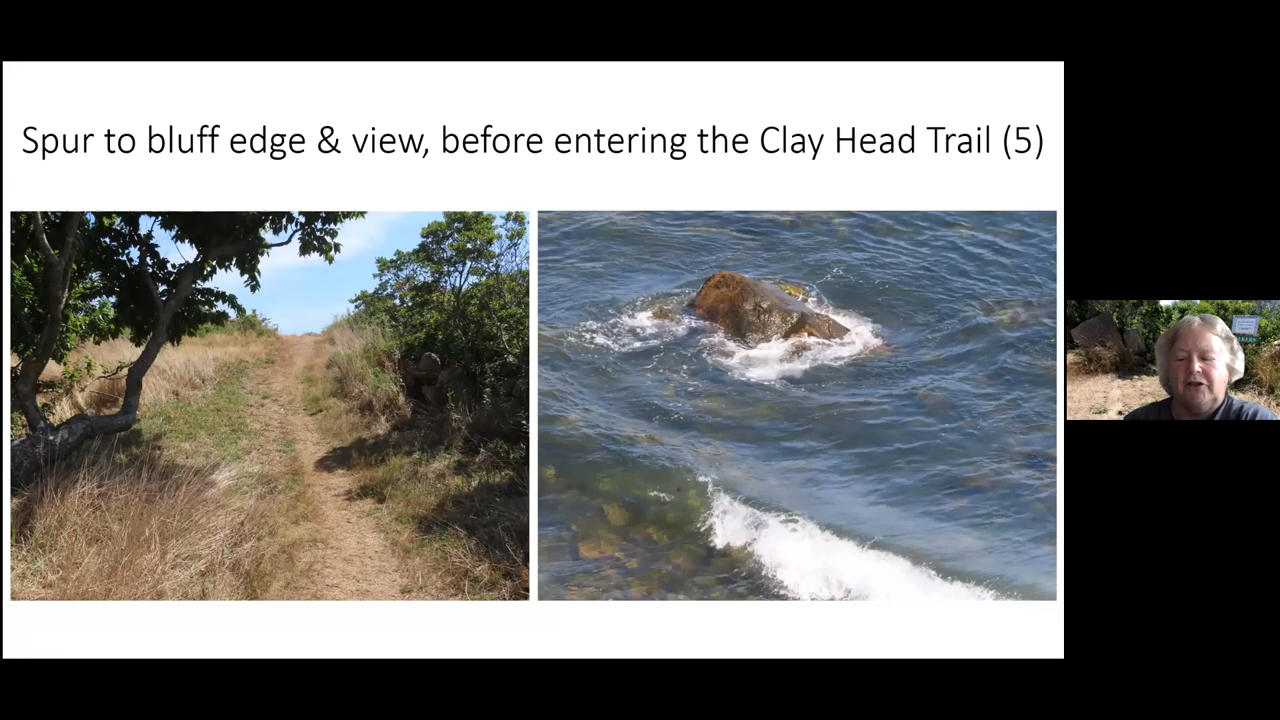 Spur to bluff edge & view, before entering the Clay Head Trail (5)